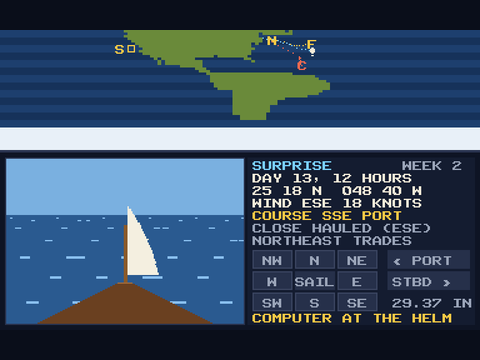 S N F
C
SURPRISE WEEK 2
DAY 13, 12 HOURS
25 18 N 048 40 W
WIND ESE 18 KNOTS
COURSE SSE PORT
CLOSE HAULED (ESE)
NORTHEAST TRADES
NW N NE < PORT
W SAIL E STBD >
SW S SE 29.37 IN
COMPUTER AT THE HELM